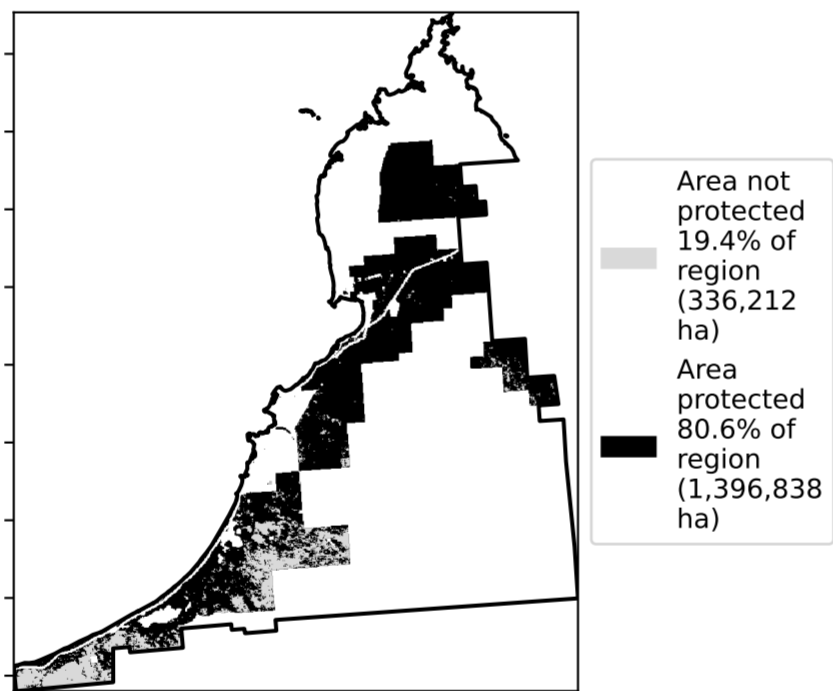 Area not
protected
19.4% of
region
(336,212
ha)
Area
protected
80.6% of
region
(1,396,838
ha)